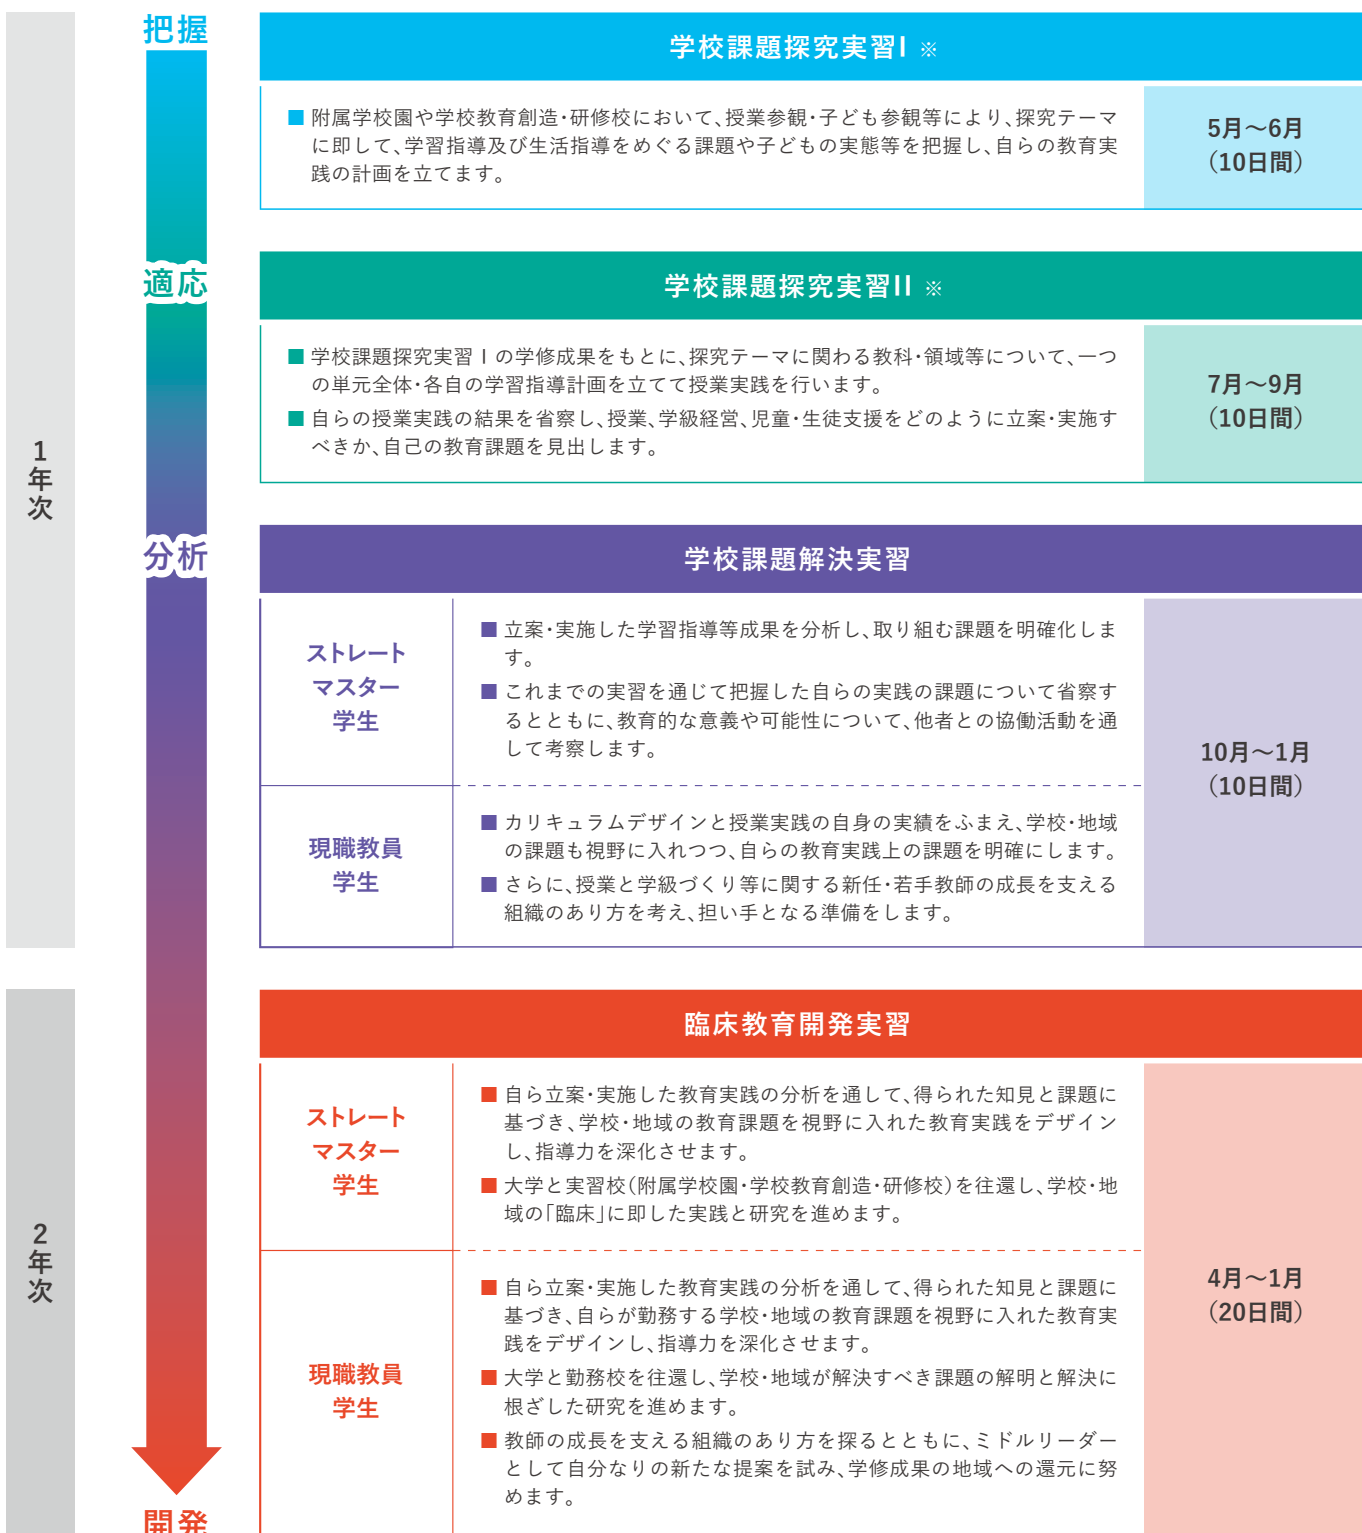 把握
学校課題探究実習I ※
■ 附属学校園や学校教育創造・研修校において、授業参観・子ども参観等により、探究テーマ
に即して、学習指導及び生活指導をめぐる課題や子どもの実態等を把握し、自らの教育実
践の計画を立てます。
5月～6月
（10日間）
適応
学校課題探究実習II ※
■ 学校課題探究実習Ⅰの学修成果をもとに、探究テーマに関わる教科・領域等について、一つ
の単元全体・各自の学習指導計画を立てて授業実践を行います。
■ 自らの授業実践の結果を省察し、授業、学級経営、児童・生徒支援をどのように立案・実施す
べきか、自己の教育課題を見出します。
7月～9月
（10日間）
1年次
分析
学校課題解決実習
ストレート
マスター
学生
■ 立案・実施した学習指導等成果を分析し、取り組む課題を明確化しま
す。
■ これまでの実習を通じて把握した自らの実践の課題について省察す
るとともに、教育的な意義や可能性について、他者との協働活動を通
して考察します。
10月～1月
（10日間）
現職教員
学生
■ カリキュラムデザインと授業実践の自身の実績をふまえ、学校・地域
の課題も視野に入れつつ、自らの教育実践上の課題を明確にします。
■ さらに、授業と学級づくり等に関する新任・若手教師の成長を支える
組織のあり方を考え、担い手となる準備をします。
2年次
臨床教育開発実習
ストレート
マスター
学生
■ 自ら立案・実施した教育実践の分析を通して、得られた知見と課題に
基づき、学校・地域の教育課題を視野に入れた教育実践をデザイン
し、指導力を深化させます。
■ 大学と実習校（附属学校園・学校教育創造・研修校）を往還し、学校・地
域の「臨床」に即した実践と研究を進めます。
4月～1月
（20日間）
現職教員
学生
■ 自ら立案・実施した教育実践の分析を通して、得られた知見と課題に
基づき、自らが勤務する学校・地域の教育課題を視野に入れた教育実
践をデザインし、指導力を深化させます。
■ 大学と勤務校を往還し、学校・地域が解決すべき課題の解明と解決に
根ざした研究を進めます。
■ 教師の成長を支える組織のあり方を探るとともに、ミドルリーダー
として自分なりの新たな提案を試み、学修成果の地域への還元に努
めます。
開発